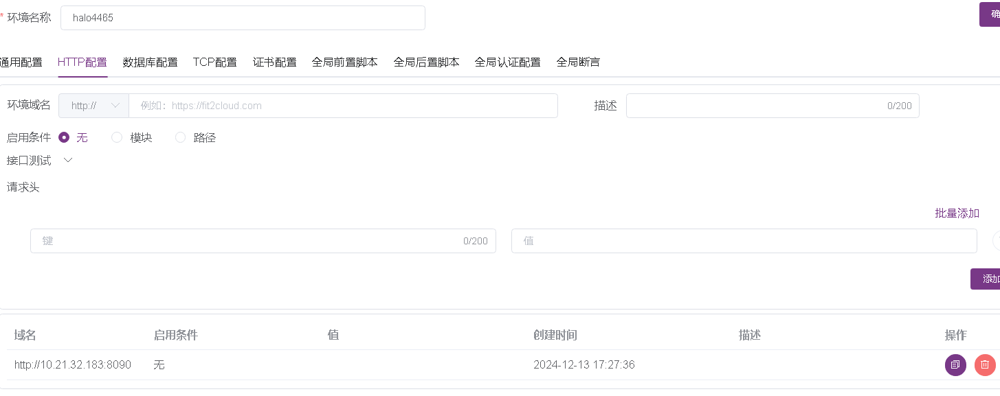 * 环境名称 halo4465 确
通用配置 HTTP配置 数据库配置 TCP配置 证书配置 全局前置脚本 全局后置脚本 全局认证配置 全局断言
环境域名 http:// 例如：https://fit2cloud.com 描述 0/200
启用条件 无 模块 路径
接口测试
请求头
批量添加
键 0/200 值
添加
域名 启用条件 值 创建时间 描述 操作
http://10.21.32.183:8090 无 2024-12-13 17:27:36